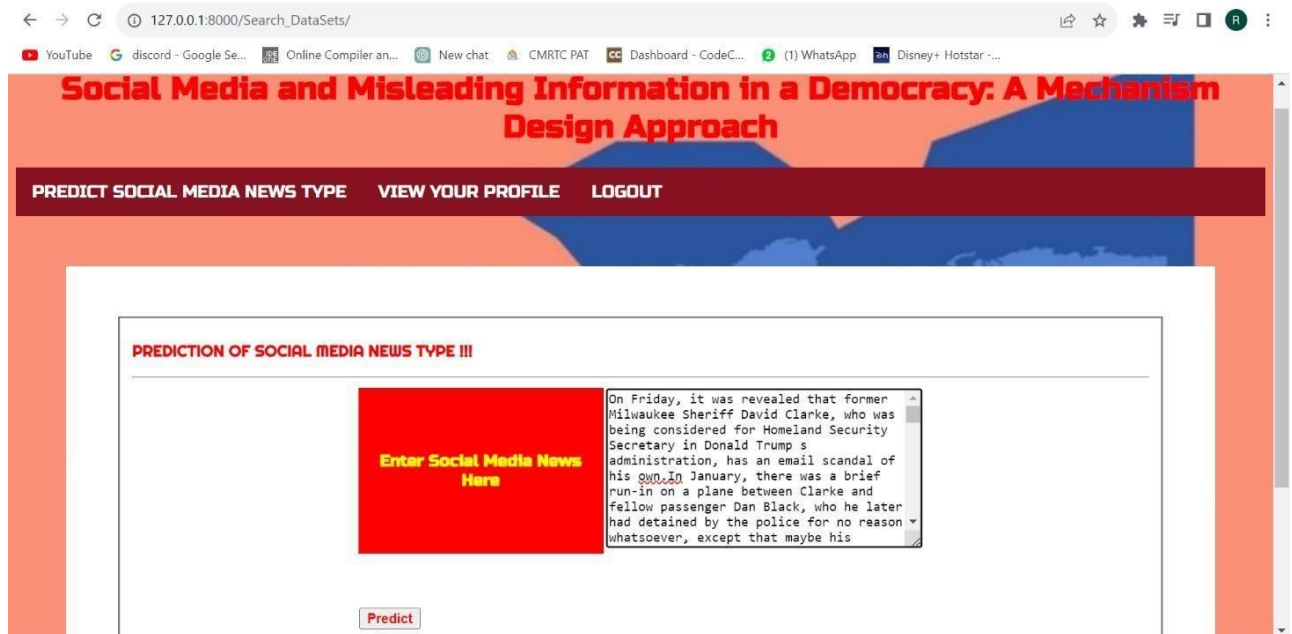 127.0.0.1:8000/Search_DataSets/
R
YouTube discord - Google Se... Online Compiler an... New chat CMRTC PAT Dashboard - CodeC... (1) WhatsApp Disney+ Hotstar -...
Social Media and Misleading Information in a Democracy: A Mechanism
Design Approach
PREDICT SOCIAL MEDIA NEWS TYPE VIEW YOUR PROFILE LOGOUT
PREDICTION OF SOCIAL MEDIA NEWS TYPE !!!
Enter Social Media News
Here
On Friday, it was revealed that former
Milwaukee Sheriff David Clarke, who was
being considered for Homeland Security
Secretary in Donald Trump s
administration, has an email scandal of
his own.In January, there was a brief
run-in on a plane between Clarke and
fellow passenger Dan Black, who he later
had detained by the police for no reason
whatsoever, except that maybe his
Predict